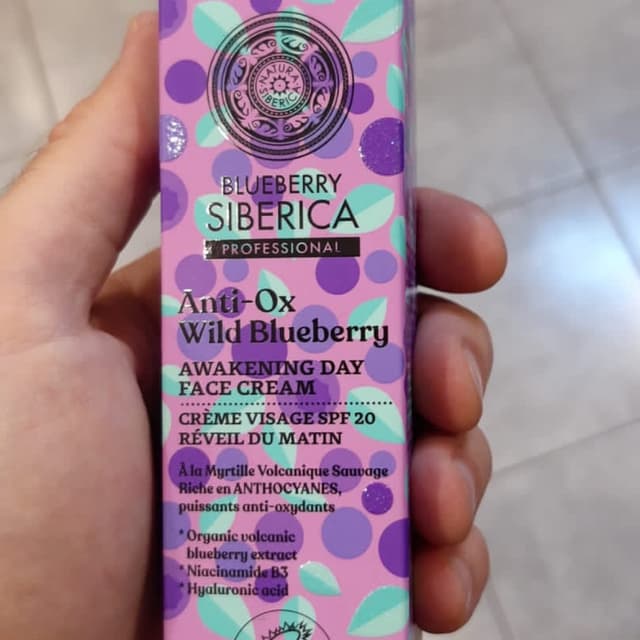 NATURA SIBERICA
BLUEBERRY
SIBERICA
PROFESSIONAL
Anti-Ox
Wild Blueberry
AWAKENING DAY
FACE CREAM
CRÈME VISAGE SPF 20
RÉVEIL DU MATIN
À la Myrtille Volcanique Sauvage
Riche en ANTHOCYANES,
puissants anti-oxydants
* Organic volcanic
blueberry extract
* Niacinamide B3
* Hyaluronic acid